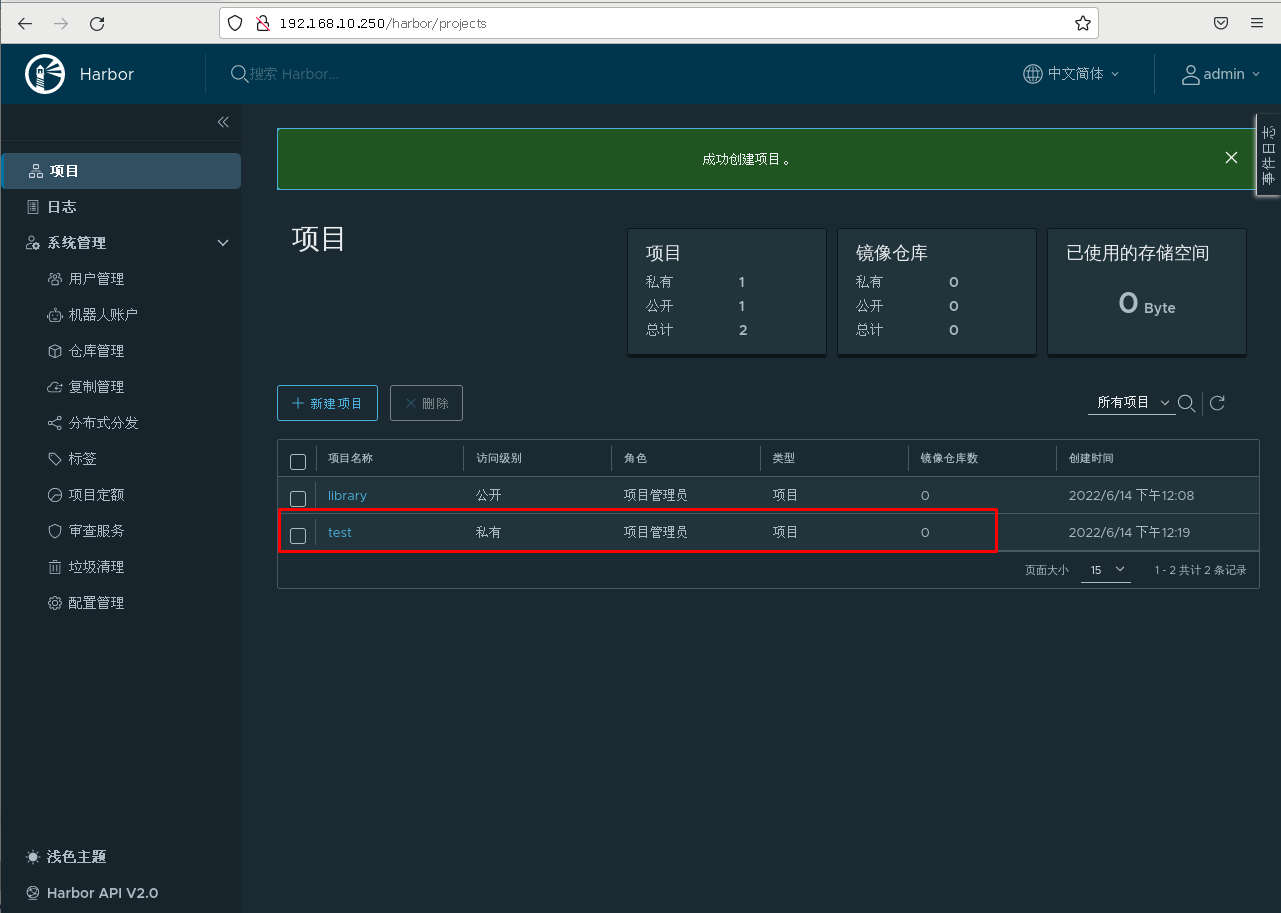 192.168.10.250/harbor/projects
Harbor
搜索 Harbor...
中文简体
admin
事件日志
成功创建项目。
项目
日志
系统管理
用户管理
机器人账户
仓库管理
复制管理
分布式分发
标签
项目定额
审查服务
垃圾清理
配置管理
浅色主题
Harbor API V2.0
项目
项目
私有 1
公开 1
总计 2
镜像仓库
私有 0
公开 0
总计 0
已使用的存储空间
0 Byte
新建项目
删除
所有项目
项目名称 访问级别 角色 类型 镜像仓库数 创建时间
library 公开 项目管理员 项目 0 2022/6/14 下午12:08
test 私有 项目管理员 项目 0 2022/6/14 下午12:19
页面大小 15 1 - 2 共计 2 条记录